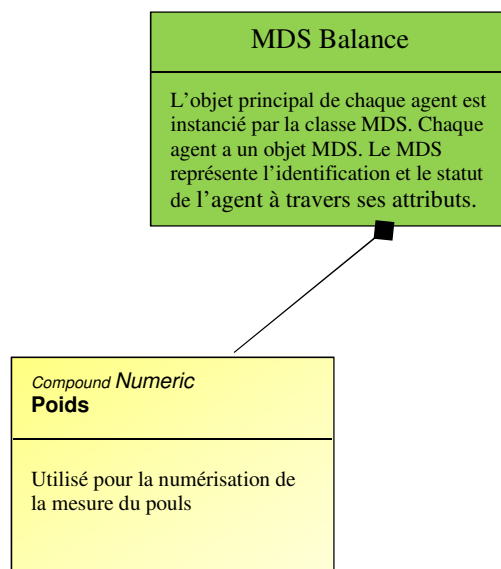 MDS Balance
L'objet principal de chaque agent est
instancié par la classe MDS. Chaque
agent a un objet MDS. Le MDS
représente l'identification et le statut
de l'agent à travers ses attributs.
Compound Numeric
Poids
Utilisé pour la numérisation de
la mesure du pouls